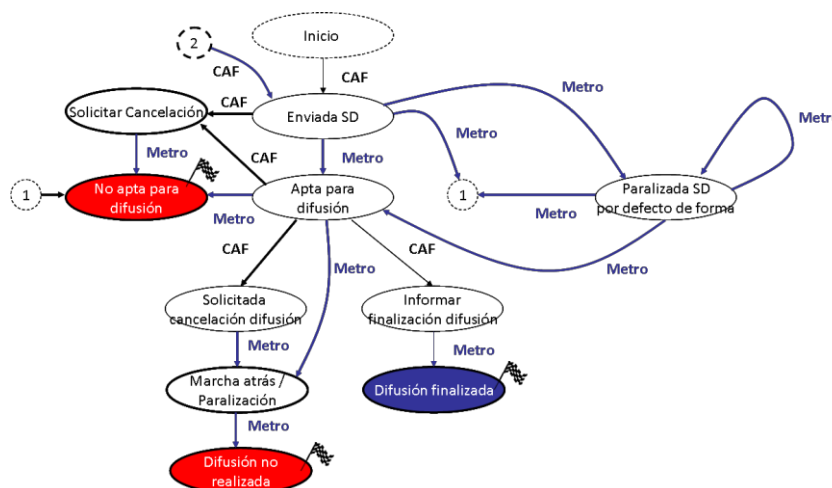 Inicio
2
CAF
CAF
CAF
Metro
Solicitar Cancelación
Enviada SD
Metro
Metro
Metro
Metro
CAF
1
No apta para
difusión
Metro
Apta para
difusión
1
Metro
Paralizada SD
por defecto de forma
CAF
Metro
CAF
Metro
Solicitada
cancelación difusión
Informar
finalización difusión
Metro
Metro
Marcha atrás /
Paralización
Difusión finalizada
Metro
Difusión no
realizada